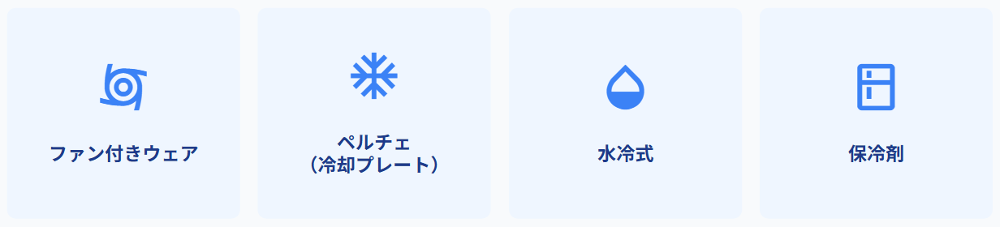 ファン付きウェア
ペルチェ
（冷却プレート）
水冷式
保冷剤